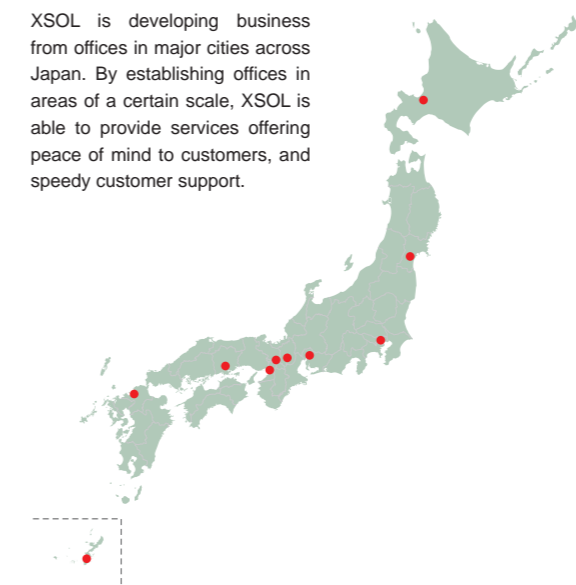 XSOL is developing business
from offices in major cities across
Japan. By establishing offices in
areas of a certain scale, XSOL is
able to provide services offering
peace of mind to customers, and
speedy customer support.